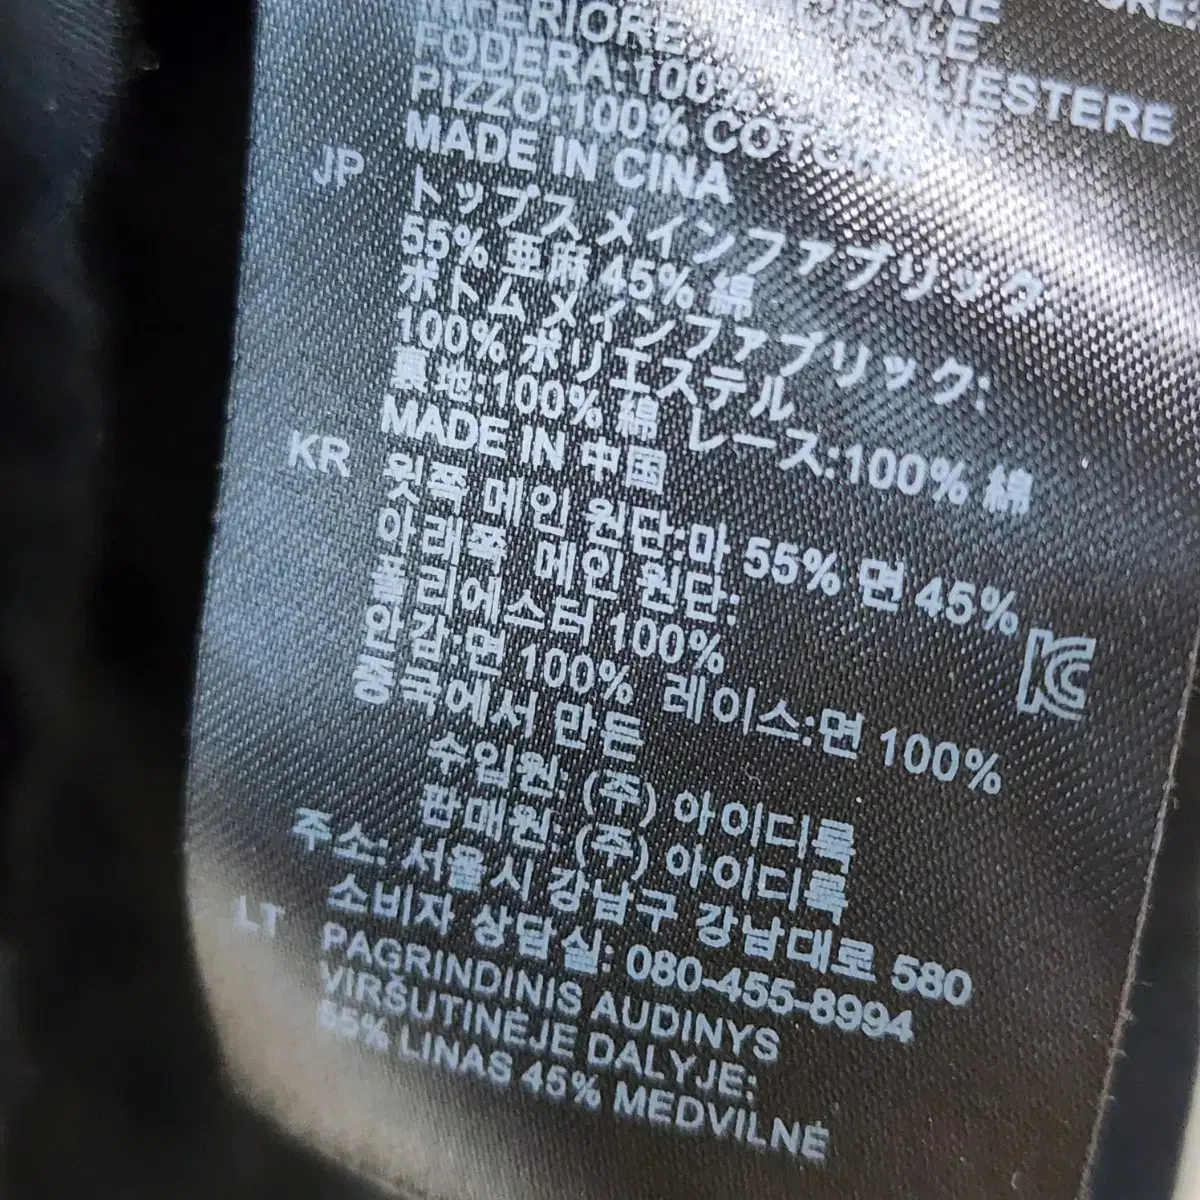 PALE
INFERIORE: POLIESTERE
FODERA:100%
PIZZO:100%
MADE IN CINA
JP トップス メインファブリック:
55% 亜麻 45% 綿
ボトム メインファブリック:
100% ポリエステル
裏地:100% 綿 レース:100% 綿
MADE IN 中国
KR 윗쪽 메인 원단:마 55% 면 45%
아래쪽 메인 원단:
폴리에스터 100%
안감:면 100% 레이스:면 100%
중국에서 만든
수입원: (주) 아이디룩
판매원: (주) 아이디룩
주소: 서울시 강남구 강남대로 580
소비자 상담실: 080-455-8994
LT PAGRINDINIS AUDINYS
VIRŠUTINĖJE DALYJE:
55% LINAS 45% MEDVILNĖ